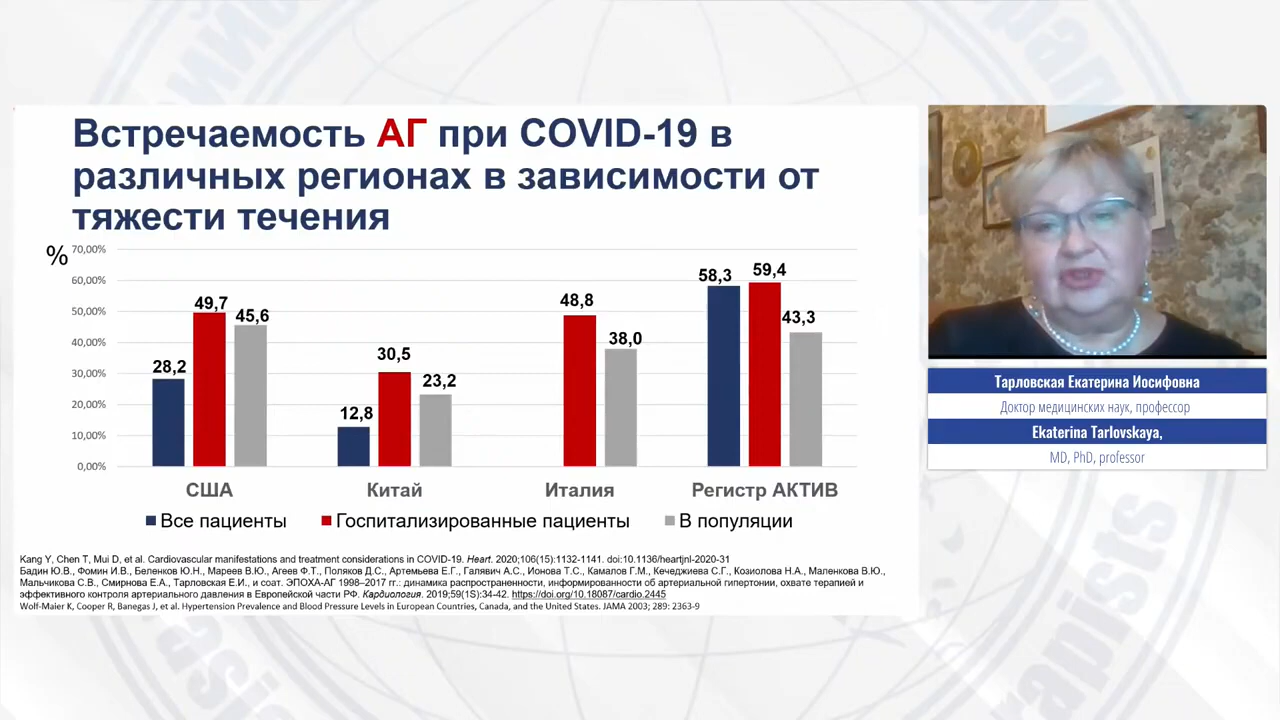 Встречаемость АГ при COVID-19 в
различных регионах в зависимости от
тяжести течения
%
70,00%
60,00%
50,00%
40,00%
30,00%
20,00%
10,00%
0,00%
28,2
49,7
45,6
12,8
30,5
23,2
48,8
38,0
58,3
59,4
43,3
США
Китай
Италия
Регистр АКТИВ
Все пациенты
Госпитализированные пациенты
В популяции
Kang Y, Chen T, Mui D, et al. Cardiovascular manifestations and treatment considerations in COVID-19. Heart. 2020;106(15):1132-1141. doi:10.1136/heartjnl-2020-31
Бадин Ю.В., Фомин И.В., Беленков Ю.Н., Мареев В.Ю., Агеев Ф.Т., Поляков Д.С., Артемьева Е.Г., Галявич А.С., Ионова Т.С., Камалов Г.М., Кечеджиева С.Г., Козиолова Н.А., Маленкова В.Ю.,
Мальчикова С.В., Смирнова Е.А., Тарловская Е.И., и соат. ЭПОХА-АГ 1998–2017 гг.: динамика распространенности, информированности об артериальной гипертонии, охвате терапией и
эффективного контроля артериального давления в Европейской части РФ. Кардиология. 2019;59(1S):34-42. https://doi.org/10.18087/cardio.2445
Wolf-Maier K, Cooper R, Banegas J, et al. Hypertension Prevalence and Blood Pressure Levels in European Countries, Canada, and the United States. JAMA 2003; 289: 2363-9
Тарловская Екатерина Иосифовна
Доктор медицинских наук, профессор
Ekaterina Tarlovskaya,
MD, PhD, professor